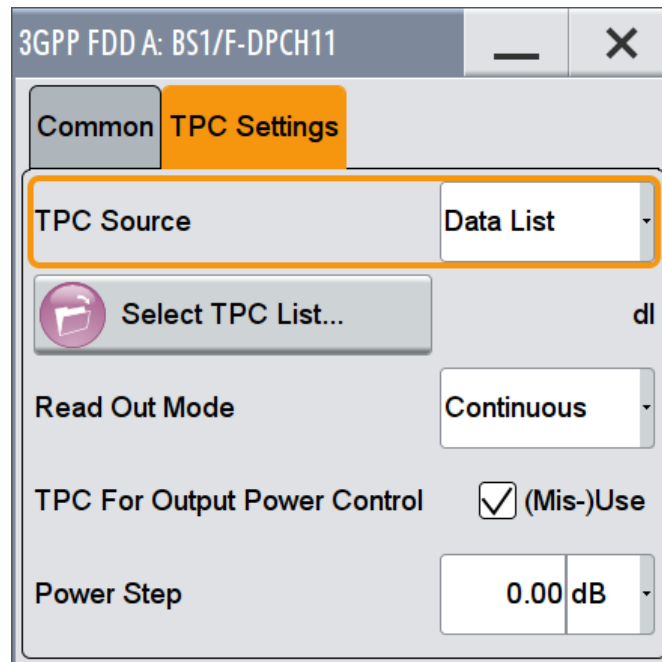 3GPP FDD A: BS1/F-DPCH11
Common TPC Settings
TPC Source Data List
Select TPC List... dl
Read Out Mode Continuous
TPC For Output Power Control (Mis-)Use
Power Step 0.00 dB